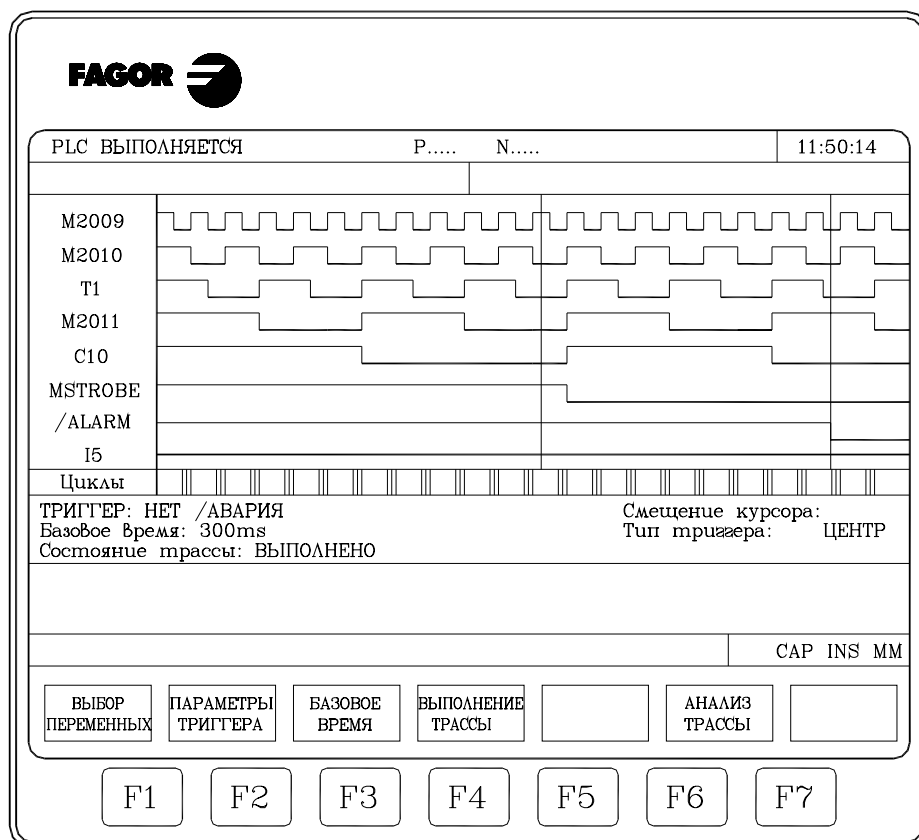 FAGOR
PLC ВЫПОЛНЯЕТСЯ P..... N..... 11:50:14
M2009
M2010
T1
M2011
C10
MSTROBE
/ALARM
I5
Циклы
ТРИГГЕР: НЕТ /АВАРИЯ Смещение курсора:
Базовое время: 300ms Тип триггера: ЦЕНТР
Состояние трассы: ВЫПОЛНЕНО
CAP INS MM
ВЫБОР ПЕРЕМЕННЫХ
ПАРАМЕТРЫ ТРИГГЕРА
БАЗОВОЕ ВРЕМЯ
ВЫПОЛНЕНИЕ ТРАССЫ
АНАЛИЗ ТРАССЫ
F1 F2 F3 F4 F5 F6 F7